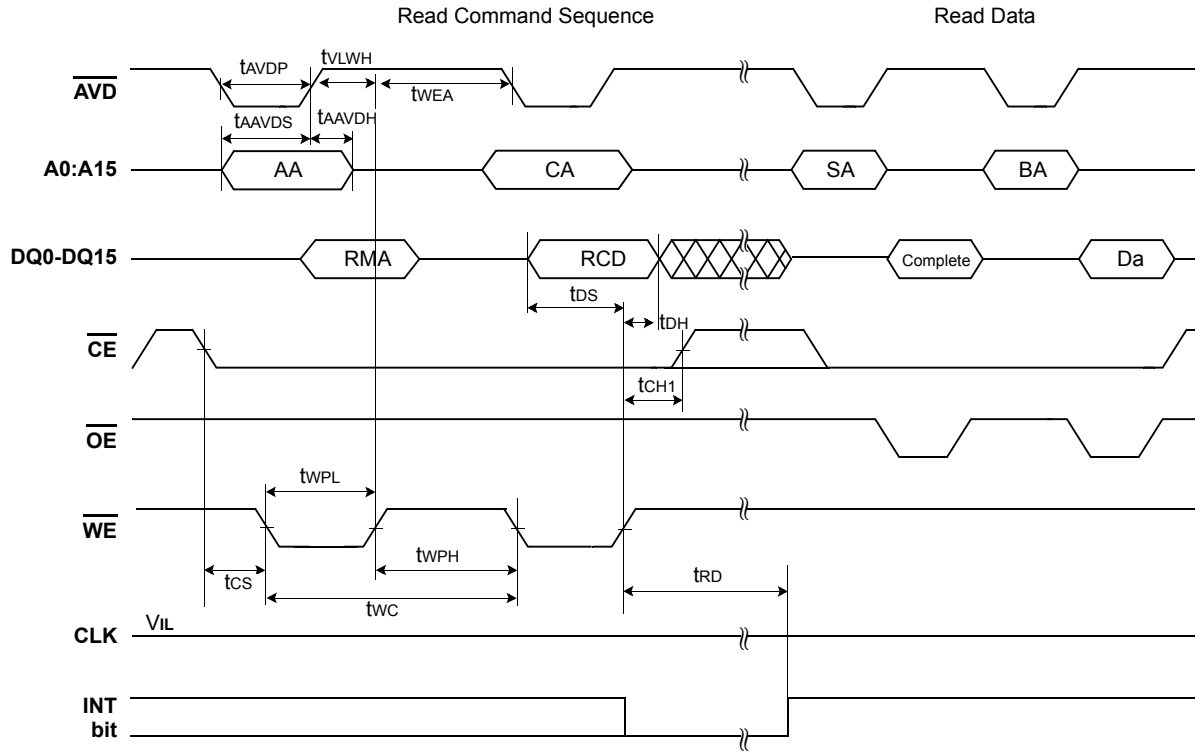 Read Command Sequence Read Data
AVD tAVDP tVLWH tWEA
tAAVDS tAAVDH
A0:A15 AA CA SA BA
DQ0-DQ15 RMA RCD Complete Da
tDS tDH
CE
tCH1
OE
tWPL
WE
tWPH
tCS tRD
tWC
CLK VIL
INT
bit